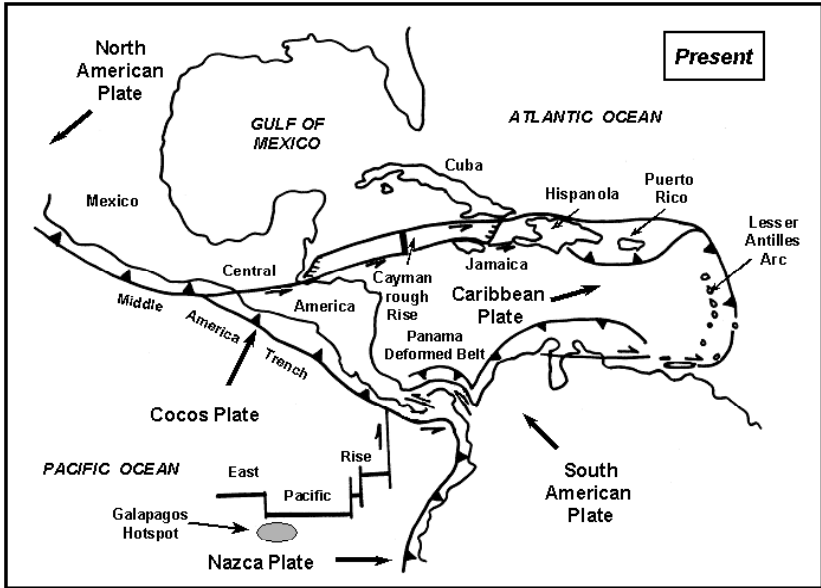 North
American
Plate
Present
GULF OF
MEXICO
ATLANTIC OCEAN
Cuba
Hispanola
Puerto
Rico
Mexico
Lesser
Antilles
Arc
Central
America
Cayman
rough
Rise
Jamaica
Caribbean
Plate
Middle
America
Trench
Panama
Deformed Belt
Cocos Plate
PACIFIC OCEAN
East
Pacific
Rise
South
American
Plate
Galapagos
Hotspot
Nazca Plate